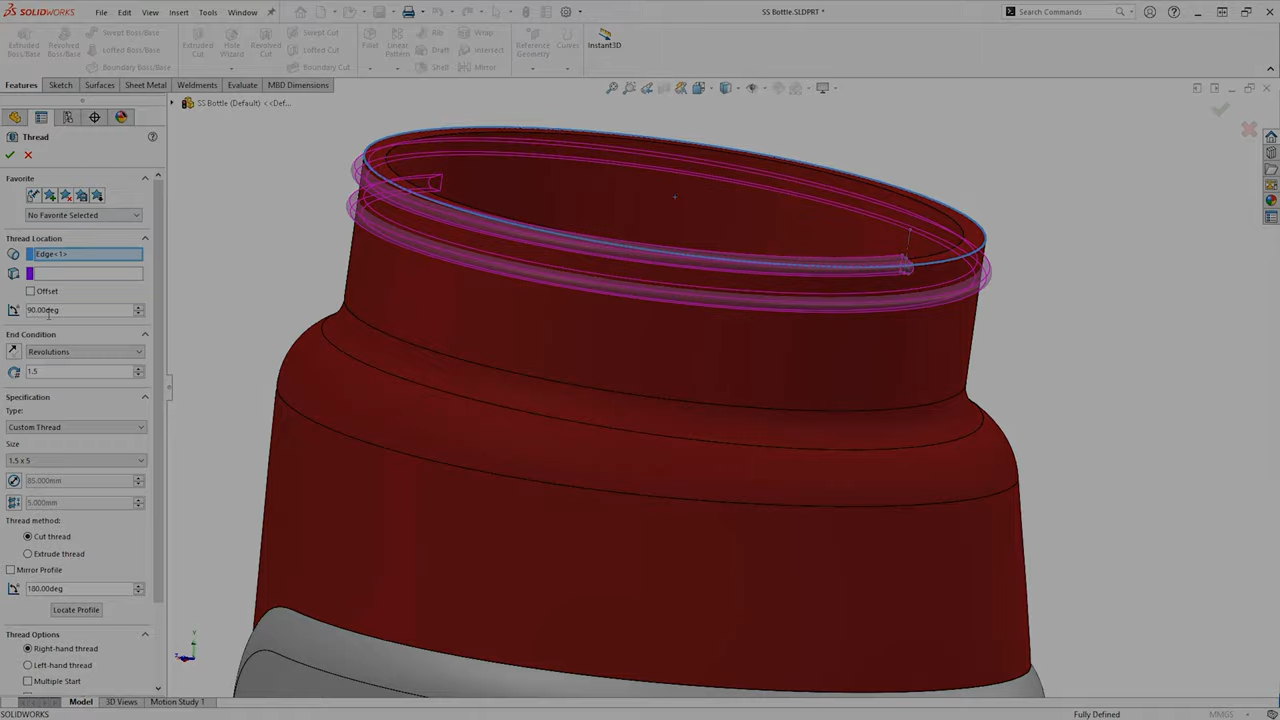 SOLIDWORKS File Edit View Insert Tools Window SS Bottle.SLDPRT * Search Commands
Extruded Boss/Base Revolved Boss/Base Swept Boss/Base Lofted Boss/Base Boundary Boss/Base Extruded Cut Hole Wizard Revolved Cut Swept Cut Lofted Cut Boundary Cut Fillet Linear Pattern Rib Draft Shell Wrap Intersect Mirror Reference Geometry Curves Instant3D
Features Sketch Surfaces Sheet Metal Weldments Evaluate MBD Dimensions
SS Bottle (Default) <<Def...
Thread
Favorite
No Favorite Selected
Thread Location
Edge<1>
Offset
90.00deg
End Condition
Revolutions
1.5
Specification
Type:
Custom Thread
Size
1.5 x 5
85.000mm
5.000mm
Thread method:
Cut thread
Extrude thread
Mirror Profile
180.00deg
Locate Profile
Thread Options
Right-hand thread
Left-hand thread
Multiple Start
Model 3D Views Motion Study 1
SOLIDWORKS Fully Defined MMGS